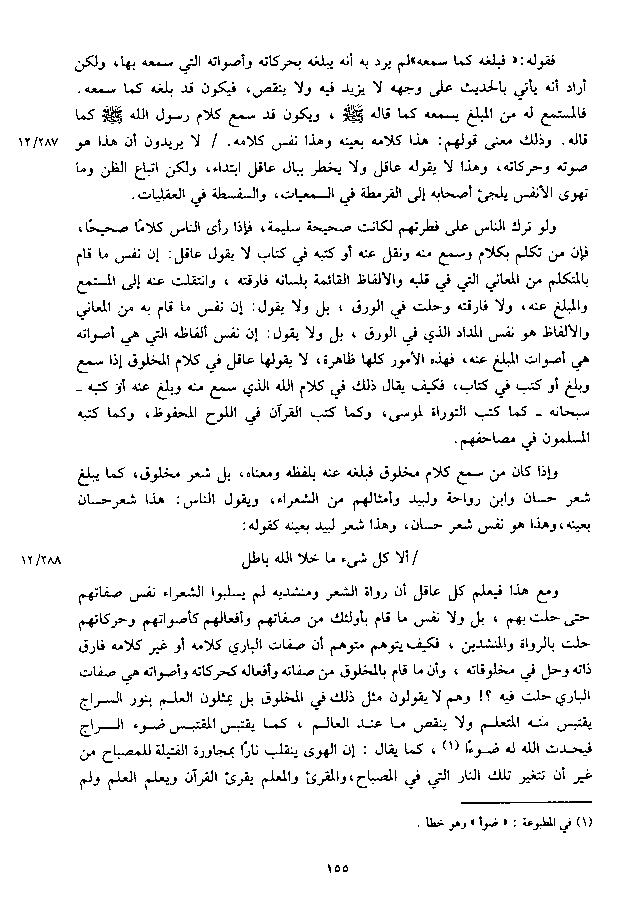 فقوله: « فبلغه كما سمعه » لم يرد به أنه يبلغه بحركاته وأصواته التي سمعه بها، ولكن
أراد أنه يأتي بالحديث على وجهه لا يزيد فيه ولا ينقص، فيكون قد بلغه كما سمعه.
فالمستمع له من المبلغ يسمعه كما قاله ﷺ ، ويكون قد سمع كلام رسول الله ﷺ كما
قاله. وذلك معنى قولهم: هذا كلامه بعينه وهذا نفس كلامه. / لا يريدون أن هذا هو ١٢/٢٨٧
صوته وحركاته، وهذا لا يقوله عاقل ولا يخطر ببال عاقل ابتداء، ولكن اتباع الظن وما
تهوى الأنفس يلجئ أصحابه إلى القرمطة في السمعيات، والسفسطة في العقليات.
ولو ترك الناس على فطرتهم لكانت صحيحة سليمة، فإذا رأى الناس كلامًا صحيحًا،
فإن من تكلم بكلام وسمع منه ونقل عنه أو كتبه في كتاب لا يقول عاقل: إن نفس ما قام
بالمتكلم من المعاني التي في قلبه والألفاظ القائمة بلسانه فارقته ، وانتقلت عنه إلى المستمع
والمبلغ عنه، ولا فارقته وحلت في الورق ، بل ولا يقول: إن نفس ما قام به من المعاني
والألفاظ هو نفس المداد الذي في الورق ، بل ولا يقول: إن نفس ألفاظه التي هي أصواته
هي أصوات المبلغ عنه، فهذه الأمور كلها ظاهرة، لا يقولها عاقل في كلام المخلوق إذا سمع
وبلغ أو كتب في كتاب، فكيف يقال ذلك في كلام الله الذي سمع منه وبلغ عنه أو كتبه ـ
سبحانه ـ كما كتب التوراة لموسى، وكما كتب القرآن في اللوح المحفوظ، وكما كتبه
المسلمون في مصاحفهم.
وإذا كان من سمع كلام مخلوق فبلغه عنه بلفظه ومعناه، بل شعر مخلوق، كما يبلغ
شعر حسان وابن رواحة ولبيد وأمثالهم من الشعراء، ويقول الناس: هذا شعر حسان
بعينه، وهذا هو نفس شعر حسان، وهذا شعر لبيد بعينه كقوله:
/ ألا كل شيء ما خلا الله باطل ١٢/٢٨٨
ومع هذا فيعلم كل عاقل أن رواة الشعر ومنشديه لم يسلبوا الشعراء نفس صفاتهم
حتى حلت بهم ، بل ولا نفس ما قام بأولئك من صفاتهم وأفعالهم كأصواتهم وحركاتهم
حلت بالرواة والمنشدين ، فكيف يتوهم متوهم أن صفات الباري كلامه أو غير كلامه فارق
ذاته وحل في مخلوقاته ، وأن ما قام بالمخلوق من صفاته وأفعاله كحركاته وأصواته هي صفات
الباري حلت فيه ؟! وهم لا يقولون مثل ذلك في المخلوق بل يمثلون العلم بنور السراج
يقتبس منه المتعلم ولا ينقص ما عند العالم ، كما يقتبس المقتبس ضوء السراج
فيحدث الله له ضوءًا (١) ، كما يقال : إن الهوى ينقلب نارًا بمجاورة الفتيلة للمصباح من
غير أن تتغير تلك النار التي في المصباح، والمقرئ والمعلم يقرئ القرآن ويعلم العلم ولم
(١) في المطبوعة : « ضوأ » وهو خطأ .
١٥٥